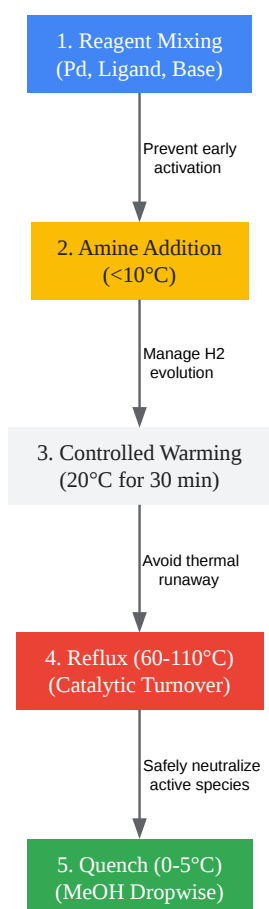 1. Reagent Mixing
(Pd, Ligand, Base)
Prevent early
activation
2. Amine Addition
(<10°C)
Manage H2
evolution
3. Controlled Warming
(20°C for 30 min)
Avoid thermal
runaway
4. Reflux (60-110°C)
(Catalytic Turnover)
Safely neutralize
active species
5. Quench (0-5°C)
(MeOH Dropwise)